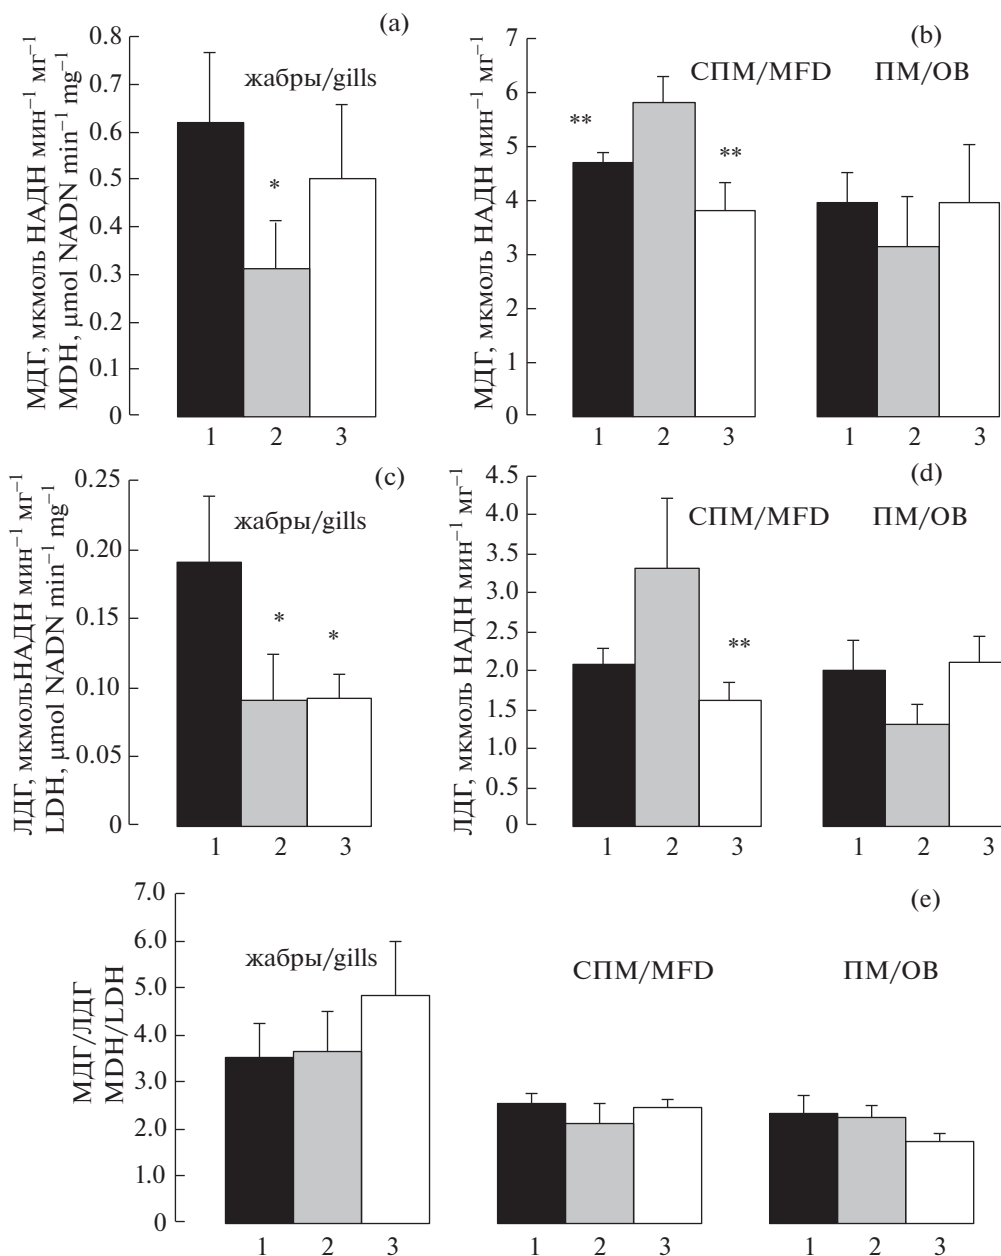 (a)
МДГ, мкмоль НАДН мин⁻¹ мг⁻¹
MDH, µmol NADN min⁻¹ mg⁻¹
0.8
0.7
0.6
0.5
0.4
0.3
0.2
0.1
0
жабры/gills
*
1 2 3
(b)
МДГ, мкмоль НАДН мин⁻¹ мг⁻¹
7
6
5
4
3
2
1
0
СПМ/MFD ПМ/OB
**
**
1 2 3 1 2 3
(c)
ЛДГ, мкмольНАДН мин⁻¹ мг⁻¹
LDH, µmol NADN min⁻¹ mg⁻¹
0.25
0.20
0.15
0.10
0.05
0
жабры/gills
* *
1 2 3
(d)
ЛДГ, мкмоль НАДН мин⁻¹ мг⁻¹
4.5
4.0
3.5
3.0
2.5
2.0
1.5
1.0
0.5
0
СПМ/MFD ПМ/OB
**
1 2 3 1 2 3
(e)
МДГ/ЛДГ
MDH/LDH
7.0
6.0
5.0
4.0
3.0
2.0
1.0
0
жабры/gills СПМ/MFD ПМ/OB
1 2 3 1 2 3 1 2 3